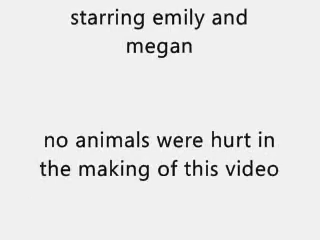 starring emily and
megan
no animals were hurt in
the making of this video